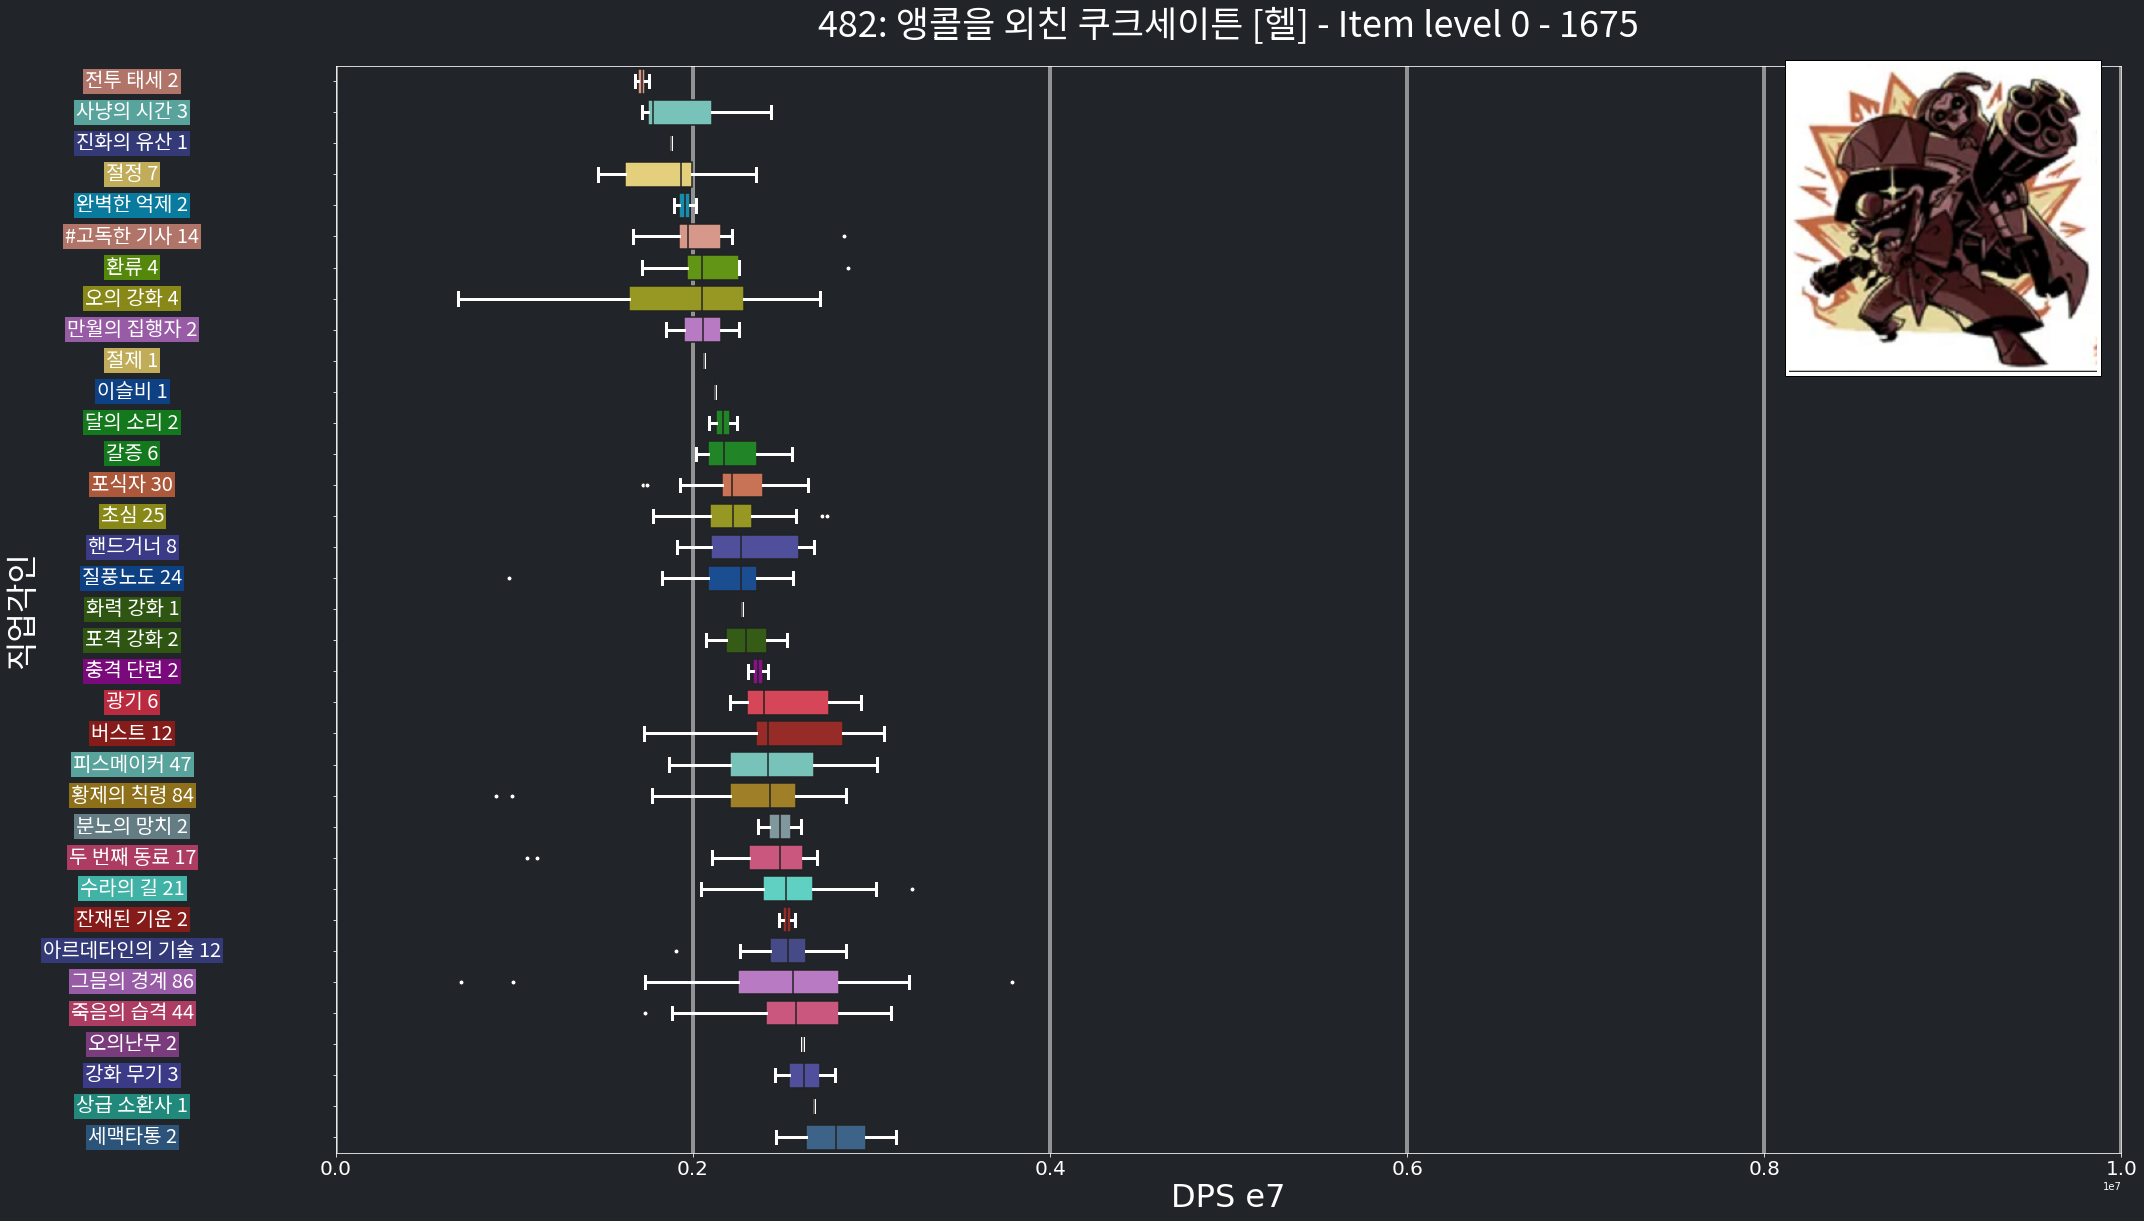 482: 앵콜을 외친 쿠크세이튼 [헬] - Item level 0 - 1675
전투 태세 2
사냥의 시간 3
진화의 유산 1
절정 7
완벽한 억제 2
#고독한 기사 14
환류 4
오의 강화 4
만월의 집행자 2
절제 1
이슬비 1
달의 소리 2
갈증 6
포식자 30
초심 25
핸드거너 8
질풍노도 24
화력 강화 1
포격 강화 2
충격 단련 2
광기 6
버스트 12
피스메이커 47
황제의 칙령 84
분노의 망치 2
두 번째 동료 17
수라의 길 21
잔재된 기운 2
아르데타인의 기술 12
그믐의 경계 86
죽음의 습격 44
오의난무 2
강화 무기 3
상급 소환사 1
세맥타통 2
직업각인
0.0 0.2 0.4 0.6 0.8 1.0
1e7
DPS e7